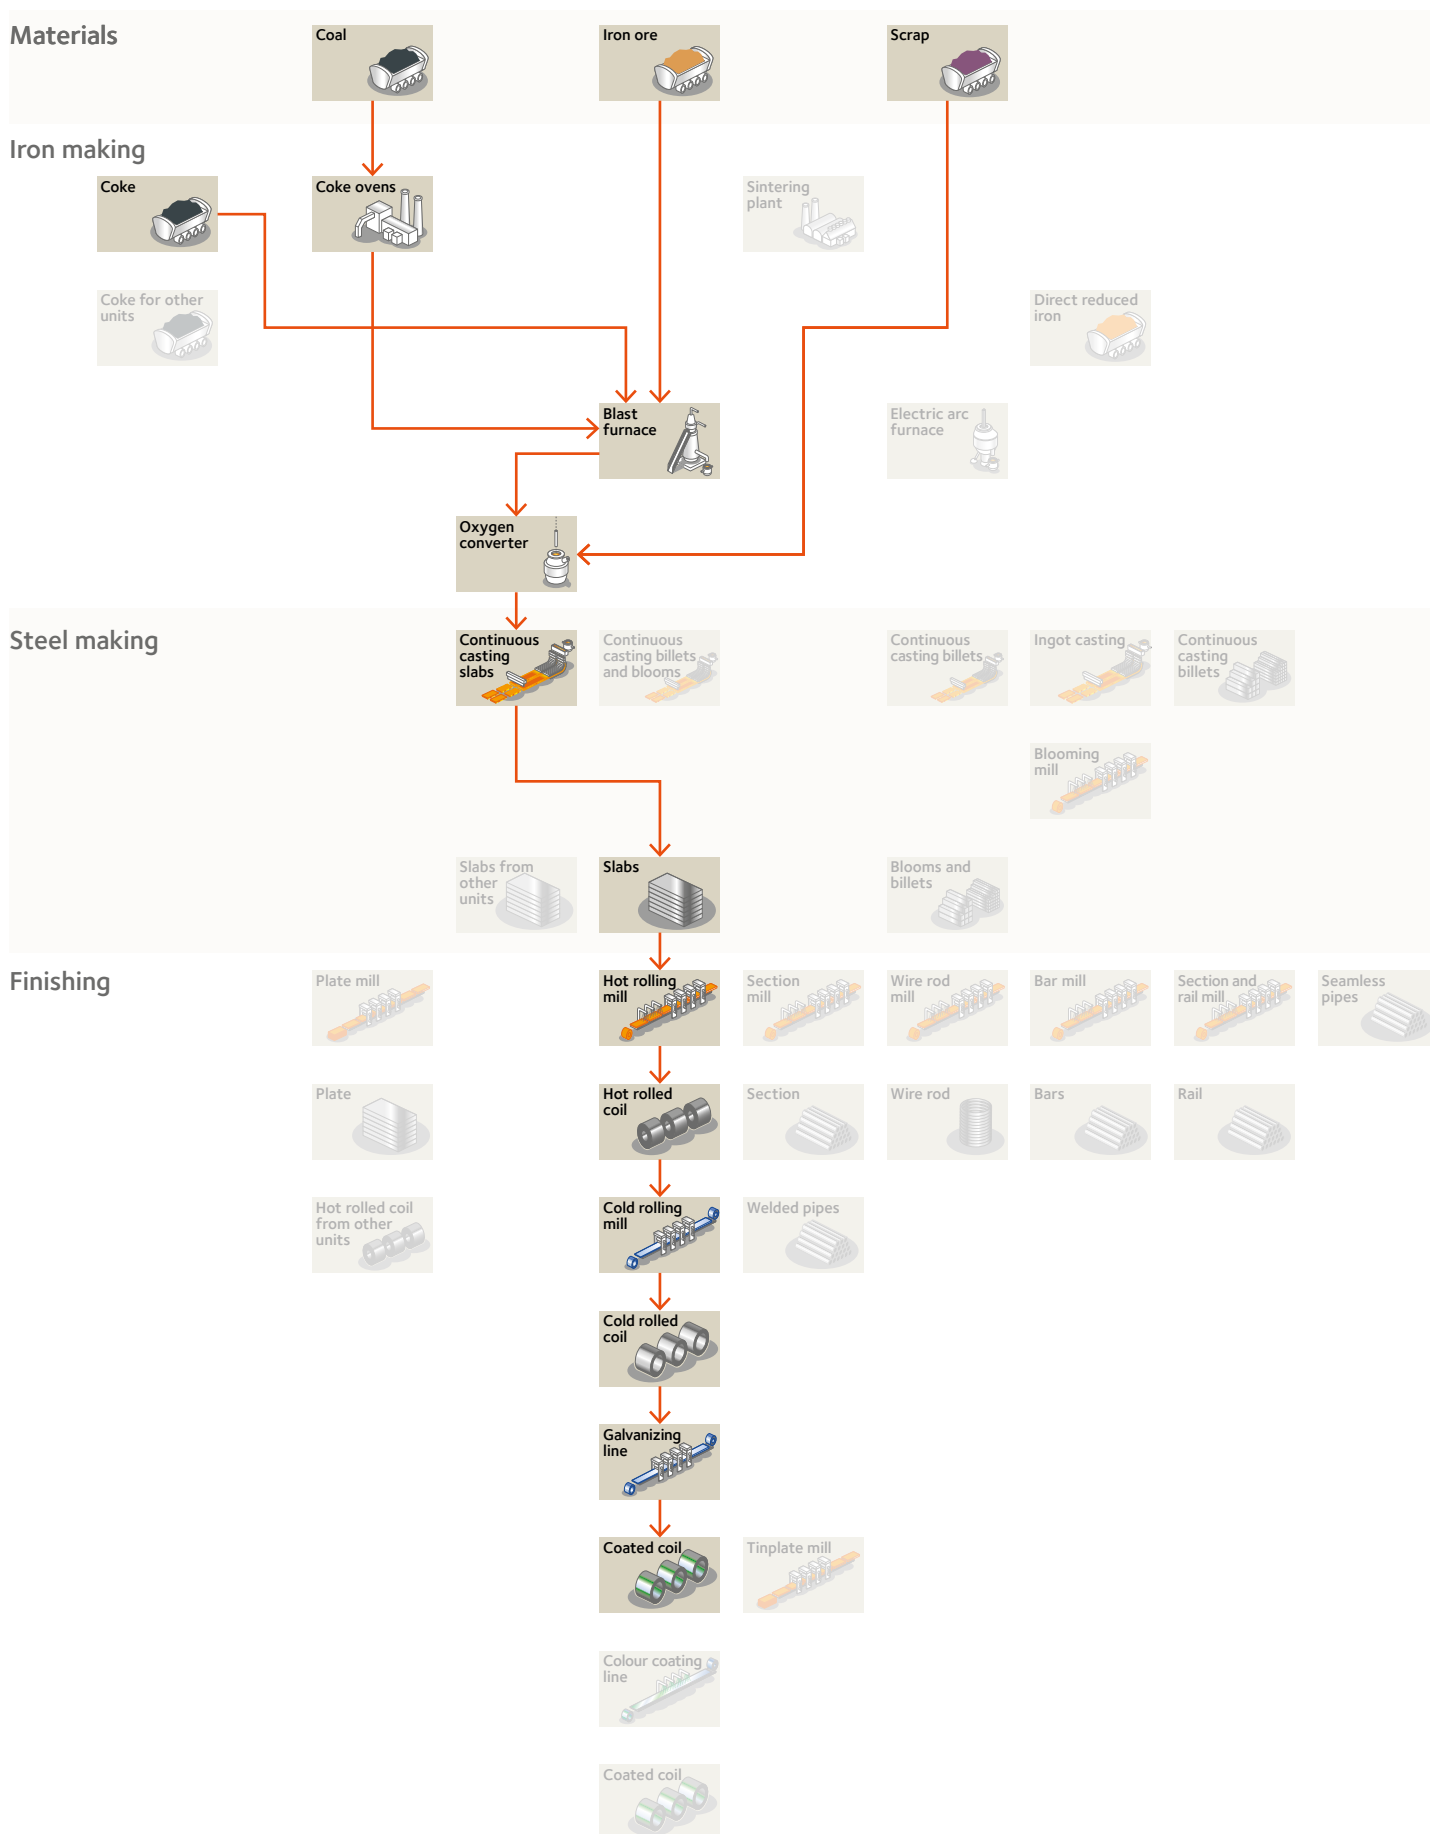 Materials
Coal
Iron ore
Scrap
Iron making
Coke
Coke ovens
Sintering
plant
Coke for other
units
Direct reduced
iron
Blast
furnace
Electric arc
furnace
Oxygen
converter
Steel making
Continuous
casting
slabs
Continuous
casting billets
and blooms
Continuous
casting billets
Ingot casting
Continuous
casting
billets
Blooming
mill
Slabs from
other
units
Slabs
Blooms and
billets
Finishing
Plate mill
Hot rolling
mill
Section
mill
Wire rod
mill
Bar mill
Section and
rail mill
Seamless
pipes
Plate
Hot rolled
coil
Section
Wire rod
Bars
Rail
Hot rolled coil
from other
units
Cold rolling
mill
Welded pipes
Cold rolled
coil
Galvanizing
line
Coated coil
Tinplate mill
Colour coating
line
Coated coil